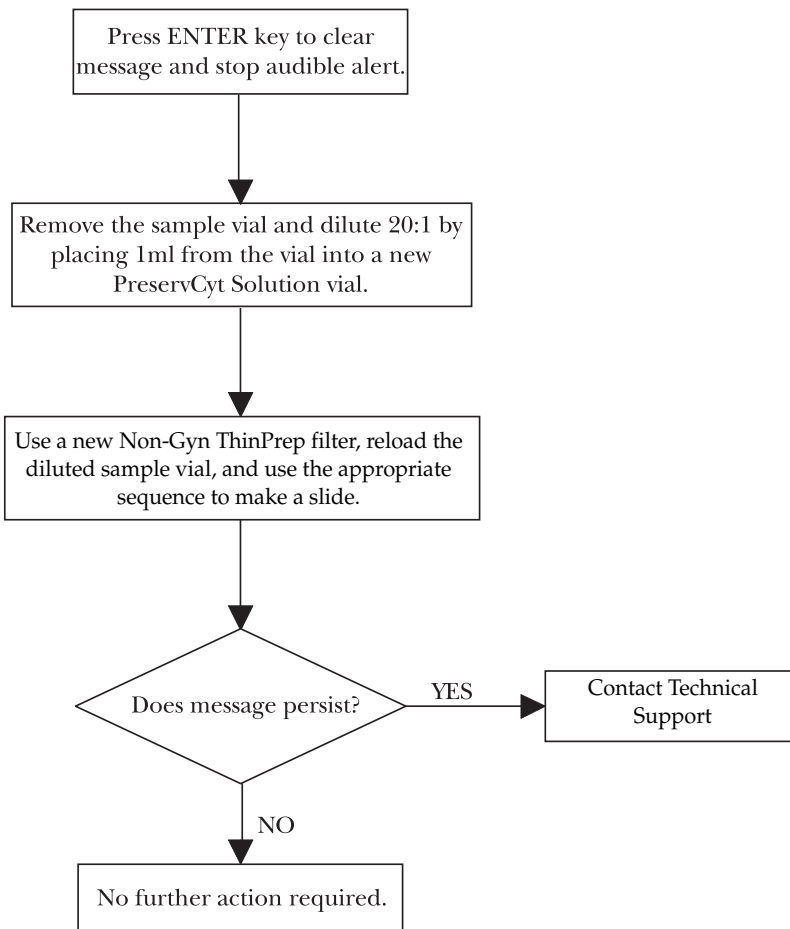 Press ENTER key to clear
message and stop audible alert.
Remove the sample vial and dilute 20:1 by
placing 1ml from the vial into a new
PreservCyt Solution vial.
Use a new Non-Gyn ThinPrep filter, reload the
diluted sample vial, and use the appropriate
sequence to make a slide.
Does message persist?
YES
Contact Technical
Support
NO
No further action required.